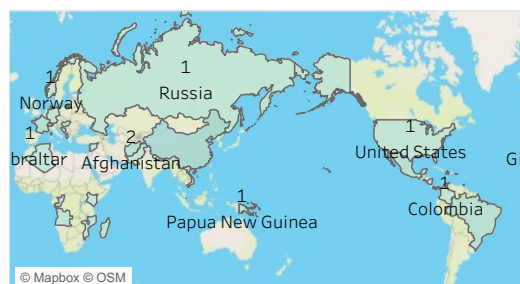 1
Russia
1
Norway
1
braltar
2
Afghanistan
1
United States
Gi
1
Papua New Guinea
1
Colombia
© Mapbox © OSM